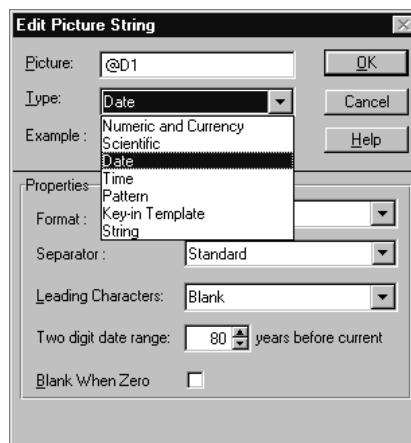 Edit Picture String
Picture: @D1 OK
Type: Date Cancel
Example : Numeric and Currency Help
Scientific
Date
Time
Properties Pattern
Format : Key-in Template
String
Separator : Standard
Leading Characters: Blank
Two digit date range: 80 years before current
Blank When Zero